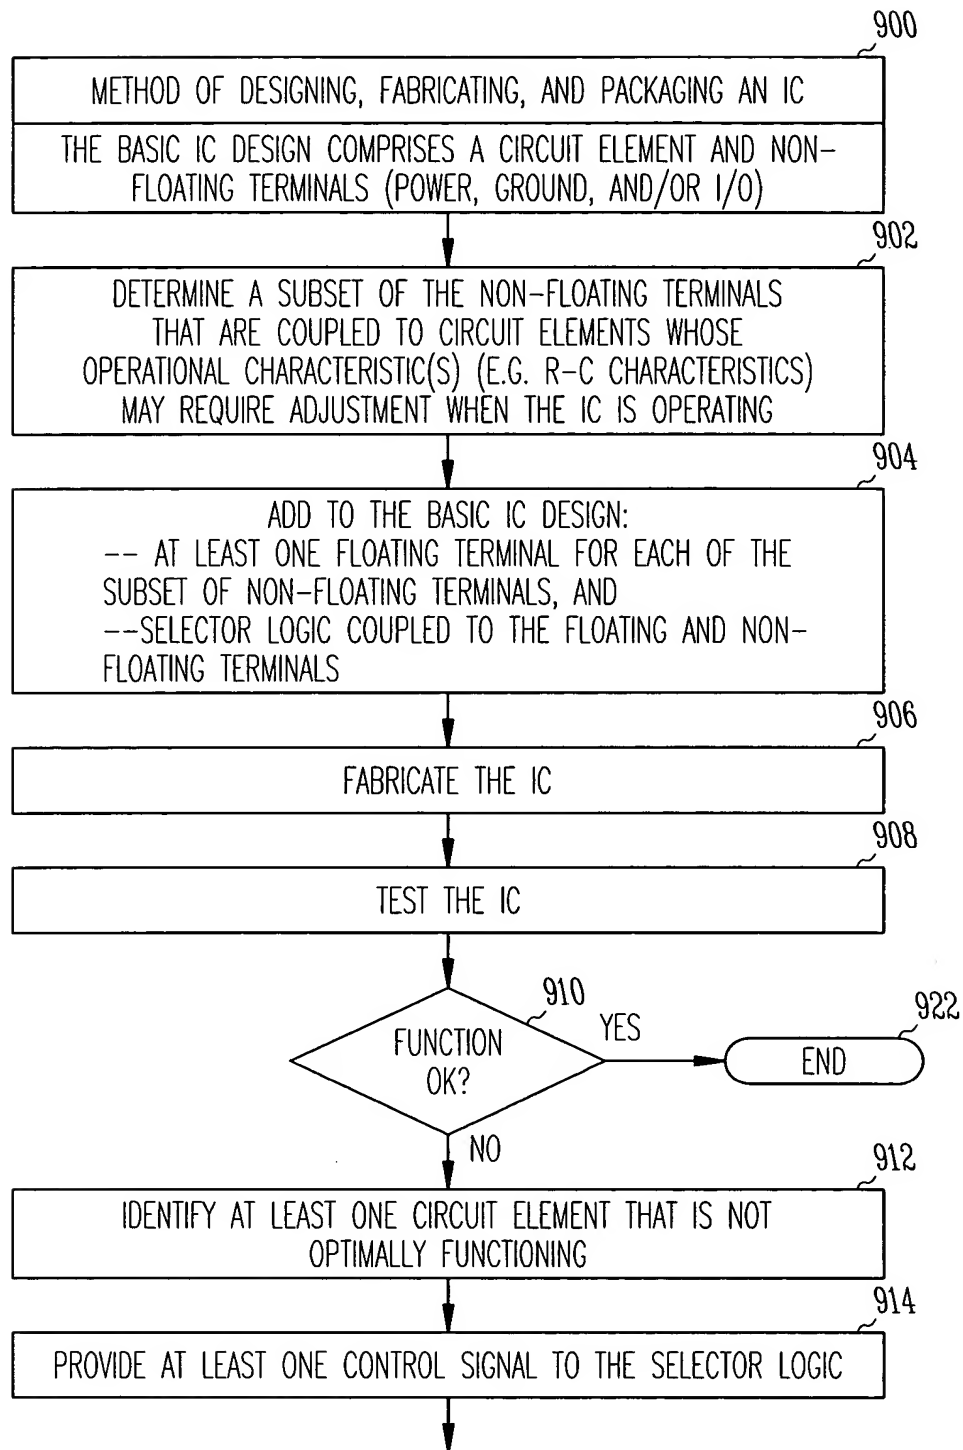 900
METHOD OF DESIGNING, FABRICATING, AND PACKAGING AN IC
THE BASIC IC DESIGN COMPRISES A CIRCUIT ELEMENT AND NON-
FLOATING TERMINALS (POWER, GROUND, AND/OR I/O)
902
DETERMINE A SUBSET OF THE NON-FLOATING TERMINALS
THAT ARE COUPLED TO CIRCUIT ELEMENTS WHOSE
OPERATIONAL CHARACTERISTIC(S) (E.G. R-C CHARACTERISTICS)
MAY REQUIRE ADJUSTMENT WHEN THE IC IS OPERATING
904
ADD TO THE BASIC IC DESIGN:
-- AT LEAST ONE FLOATING TERMINAL FOR EACH OF THE
SUBSET OF NON-FLOATING TERMINALS, AND
--SELECTOR LOGIC COUPLED TO THE FLOATING AND NON-
FLOATING TERMINALS
906
FABRICATE THE IC
908
TEST THE IC
910
FUNCTION
OK?
YES
922
END
NO
912
IDENTIFY AT LEAST ONE CIRCUIT ELEMENT THAT IS NOT
OPTIMALLY FUNCTIONING
914
PROVIDE AT LEAST ONE CONTROL SIGNAL TO THE SELECTOR LOGIC